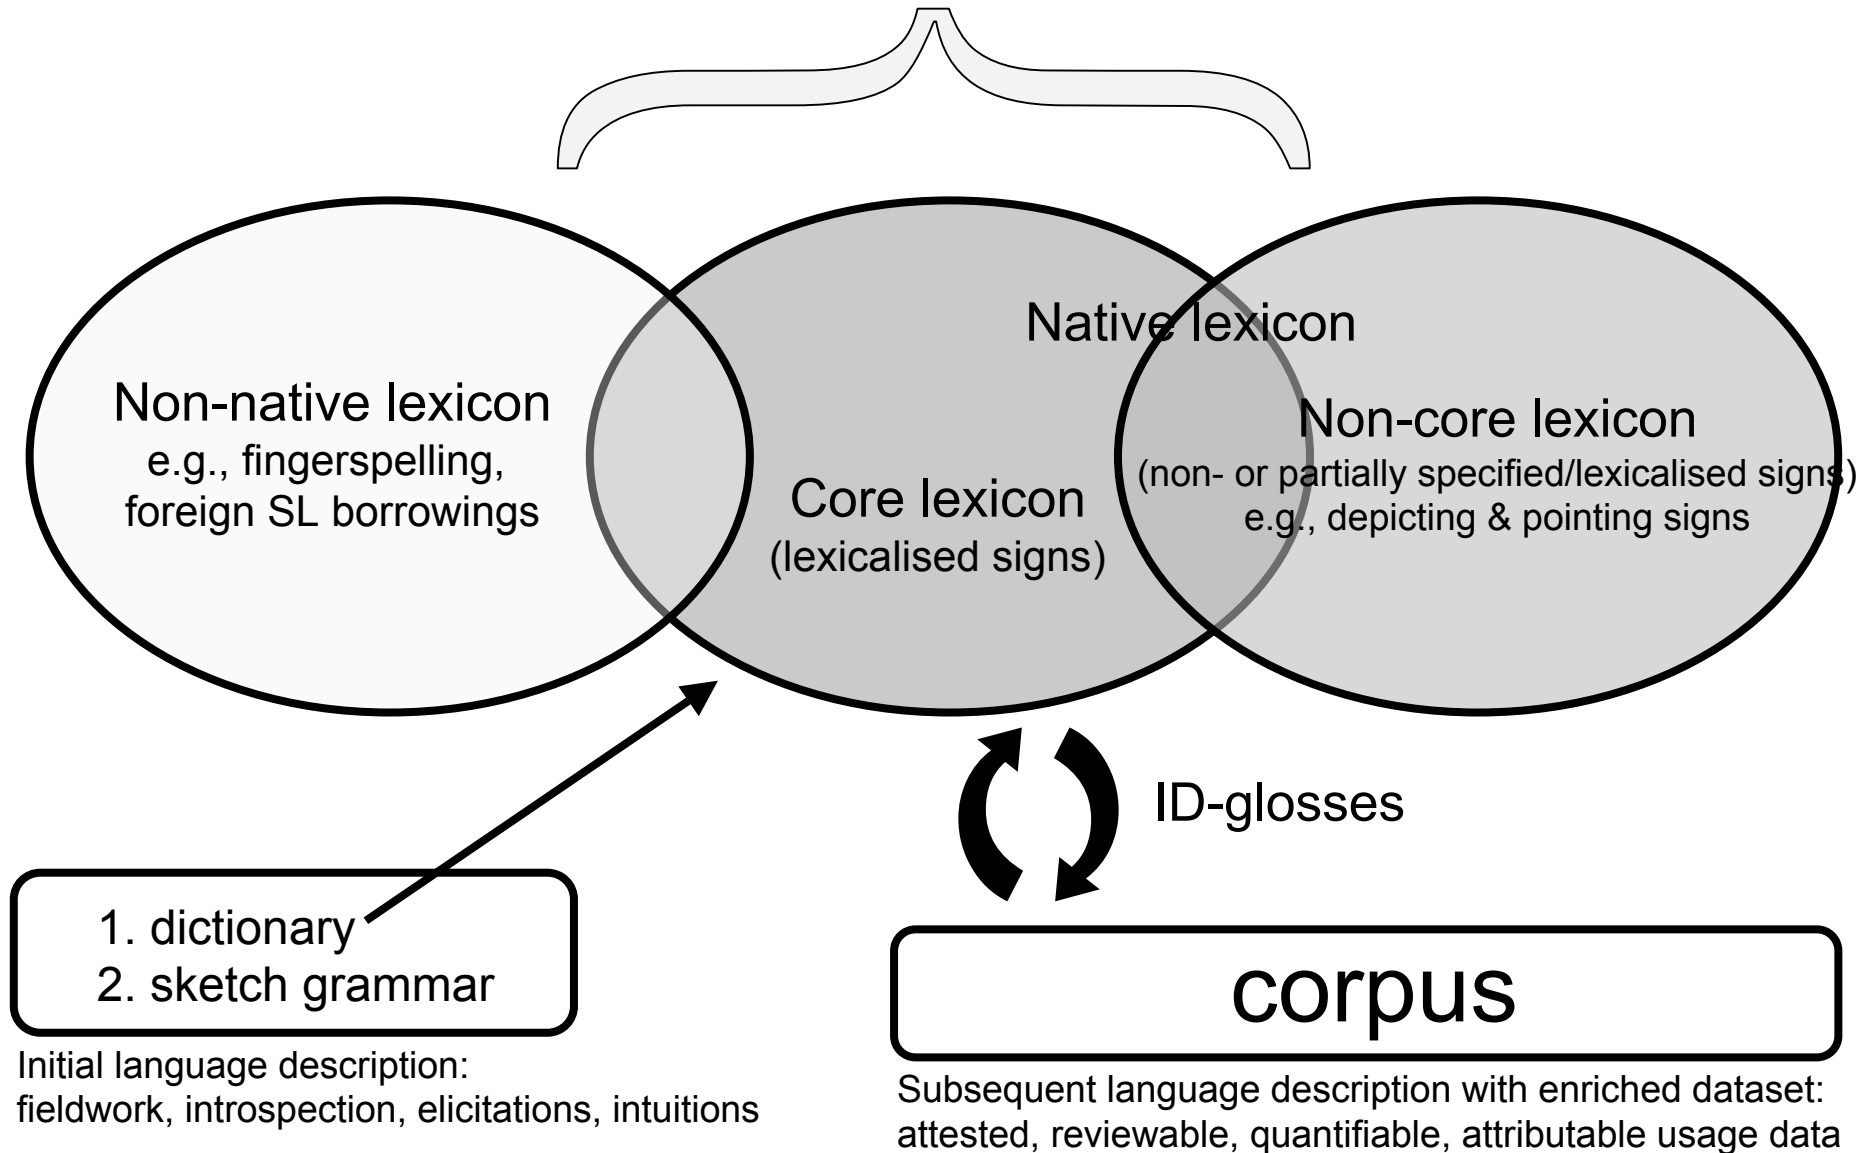 Native lexicon
Non-native lexicon
e.g., fingerspelling,
foreign SL borrowings
Core lexicon
(lexicalised signs)
Non-core lexicon
(non- or partially specified/lexicalised signs)
e.g., depicting & pointing signs
ID-glosses
1. dictionary
2. sketch grammar
Initial language description:
fieldwork, introspection, elicitations, intuitions
corpus
Subsequent language description with enriched dataset:
attested, reviewable, quantifiable, attributable usage data